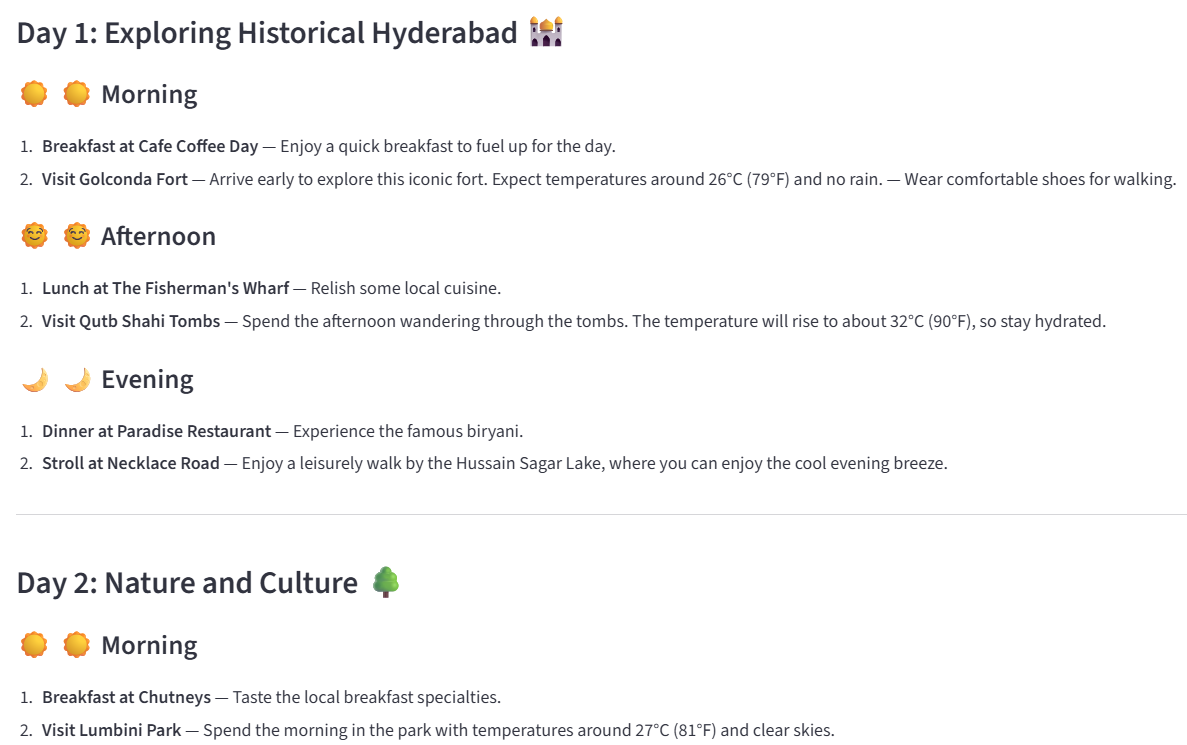 Day 1: Exploring Historical Hyderabad 🕌
🌞 🌞 Morning
1. Breakfast at Cafe Coffee Day — Enjoy a quick breakfast to fuel up for the day.
2. Visit Golconda Fort — Arrive early to explore this iconic fort. Expect temperatures around 26°C (79°F) and no rain. — Wear comfortable shoes for walking.
🌞 🌞 Afternoon
1. Lunch at The Fisherman's Wharf — Relish some local cuisine.
2. Visit Qutb Shahi Tombs — Spend the afternoon wandering through the tombs. The temperature will rise to about 32°C (90°F), so stay hydrated.
🌙 🌙 Evening
1. Dinner at Paradise Restaurant — Experience the famous biryani.
2. Stroll at Necklace Road — Enjoy a leisurely walk by the Hussain Sagar Lake, where you can enjoy the cool evening breeze.
Day 2: Nature and Culture 🌳
🌞 🌞 Morning
1. Breakfast at Chutneys — Taste the local breakfast specialties.
2. Visit Lumbini Park — Spend the morning in the park with temperatures around 27°C (81°F) and clear skies.